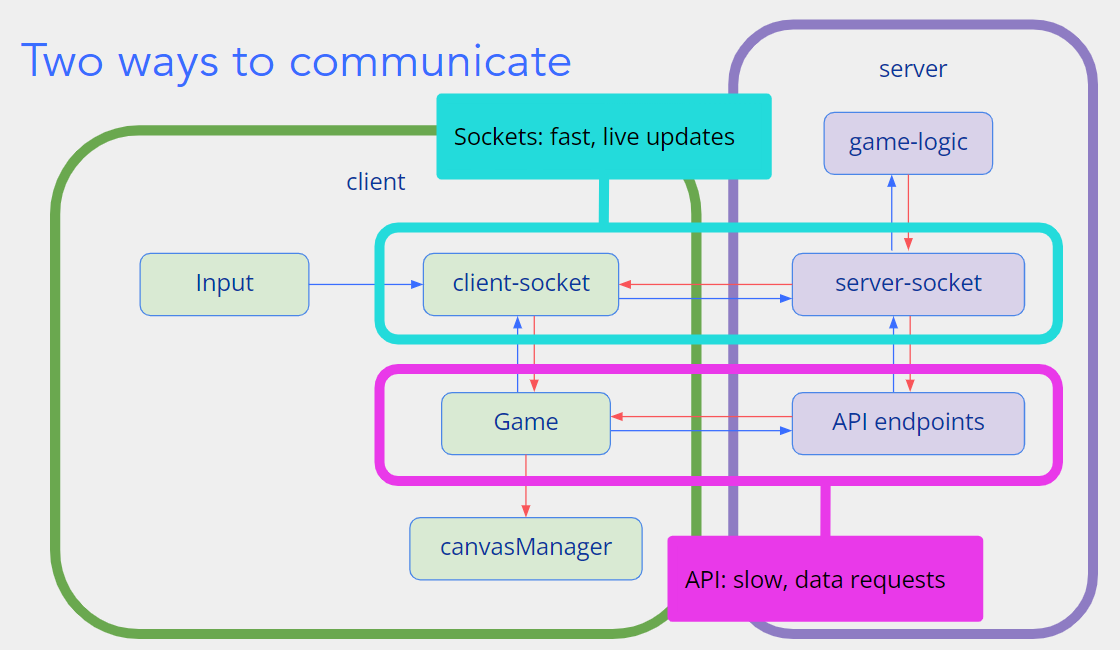 Two ways to communicate
server
Sockets: fast, live updates
game-logic
client
Input
client-socket
server-socket
Game
API endpoints
canvasManager
API: slow, data requests